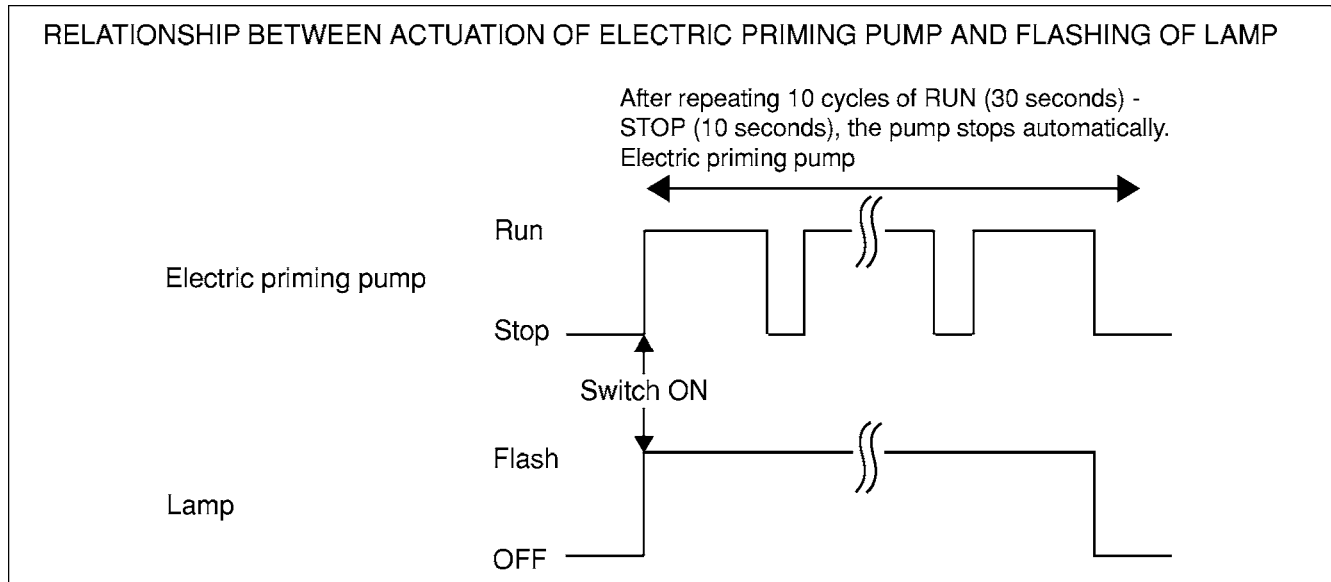 RELATIONSHIP BETWEEN ACTUATION OF ELECTRIC PRIMING PUMP AND FLASHING OF LAMP
After repeating 10 cycles of RUN (30 seconds) -
STOP (10 seconds), the pump stops automatically.
Electric priming pump
Run
Electric priming pump
Stop
Switch ON
Flash
Lamp
OFF